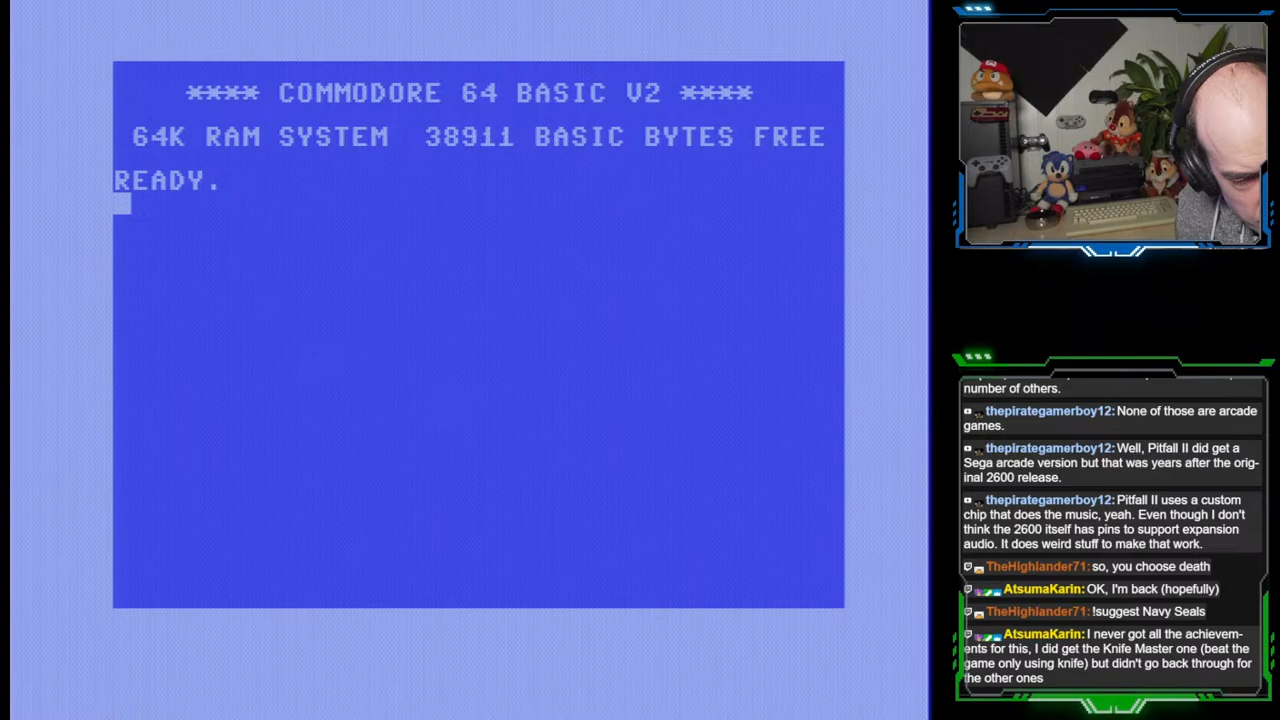 **** COMMODORE 64 BASIC V2 ****
64K RAM SYSTEM 38911 BASIC BYTES FREE
READY.
number of others.
thepirategamerboy12: None of those are arcade
games.
thepirategamerboy12: Well, Pitfall II did get a
Sega arcade version but that was years after the orig-
inal 2600 release.
thepirategamerboy12: Pitfall II uses a custom
chip that does the music, yeah. Even though I don't
think the 2600 itself has pins to support expansion
audio. It does weird stuff to make that work.
TheHighlander71: so, you choose death
AtsumaKarin: OK, I'm back (hopefully)
TheHighlander71: !suggest Navy Seals
AtsumaKarin: I never got all the achievem-
ents for this, I did get the Knife Master one (beat the
game only using knife) but didn't go back through for
the other ones